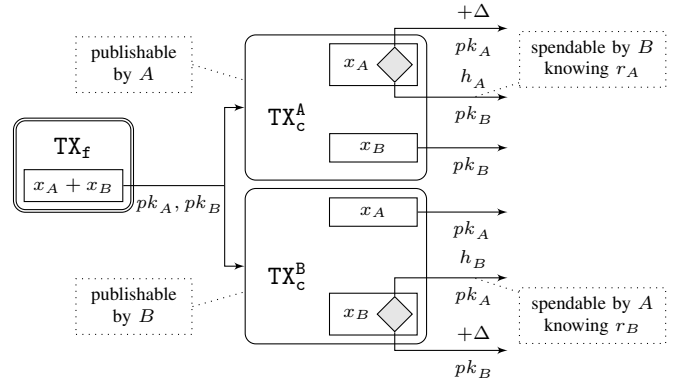 publishable
by A
TX_f
x_A + x_B
pk_A, pk_B
publishable
by B
TX_c^A
x_A
x_B
+Δ
pk_A
h_A
pk_B
pk_B
spendable by B
knowing r_A
TX_c^B
x_A
x_B
pk_A
h_B
pk_A
+Δ
pk_B
spendable by A
knowing r_B